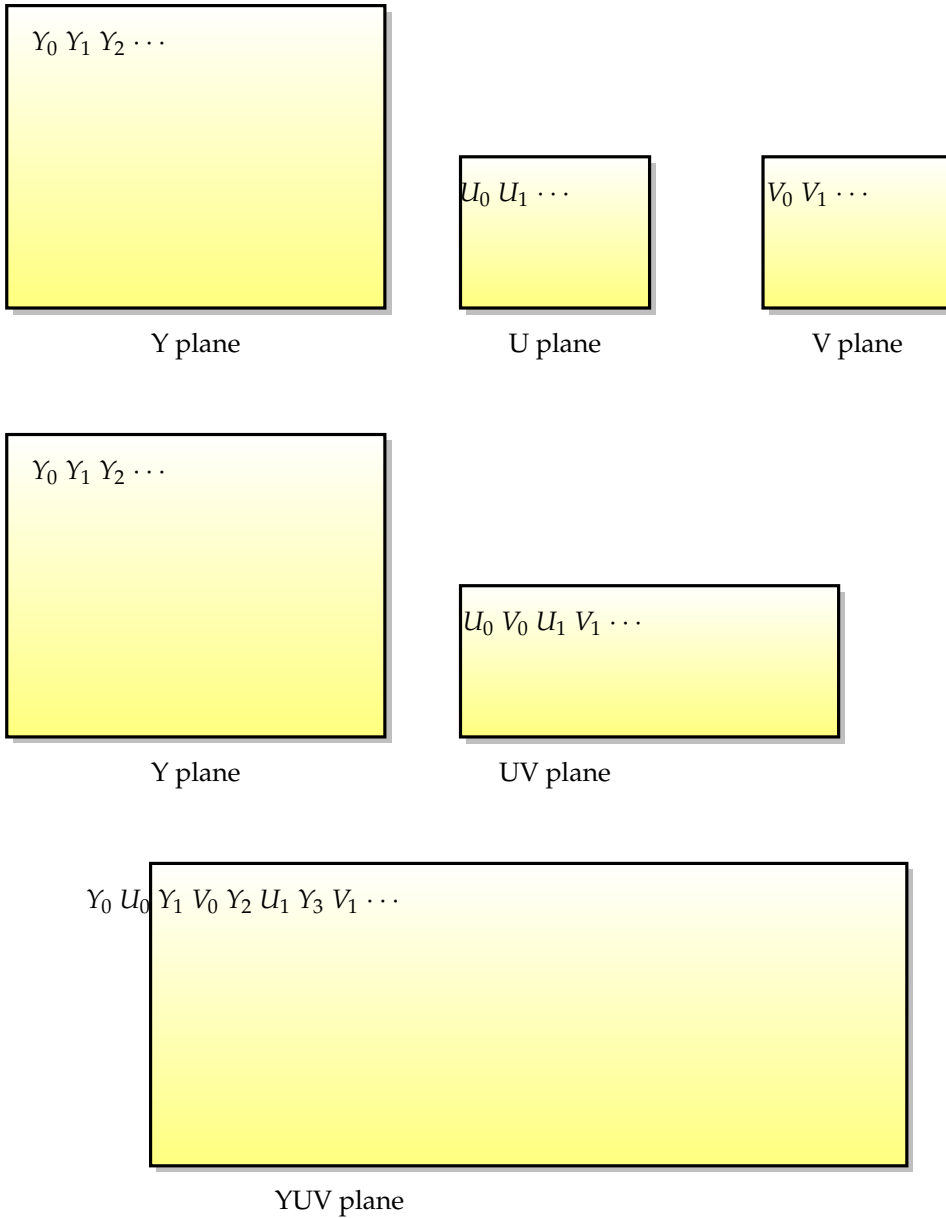 Y₀ Y₁ Y₂ ⋯
U₀ U₁ ⋯
V₀ V₁ ⋯
Y plane
U plane
V plane
Y₀ Y₁ Y₂ ⋯
U₀ V₀ U₁ V₁ ⋯
Y plane
UV plane
Y₀ U₀ Y₁ V₀ Y₂ U₁ Y₃ V₁ ⋯
YUV plane